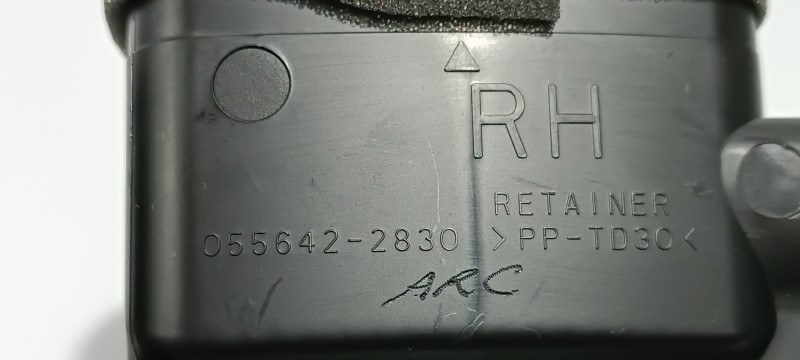 RH
RETAINER
055642-2830 >PP-TD30<
ARC